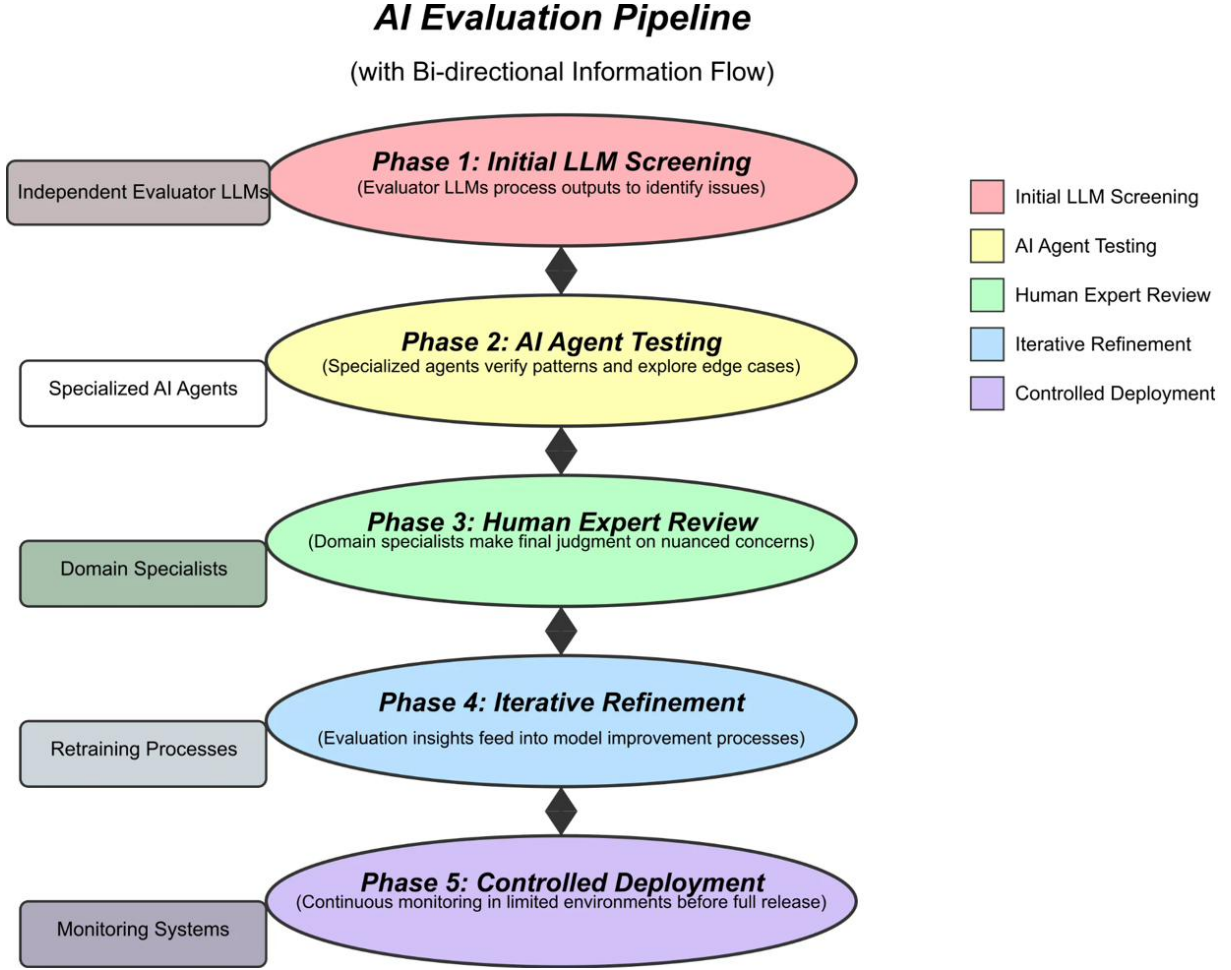 AI Evaluation Pipeline
(with Bi-directional Information Flow)
Phase 1: Initial LLM Screening
(Evaluator LLMs process outputs to identify issues)
Independent Evaluator LLMs
Phase 2: AI Agent Testing
(Specialized agents verify patterns and explore edge cases)
Specialized AI Agents
Phase 3: Human Expert Review
(Domain specialists make final judgment on nuanced concerns)
Domain Specialists
Phase 4: Iterative Refinement
(Evaluation insights feed into model improvement processes)
Retraining Processes
Phase 5: Controlled Deployment
(Continuous monitoring in limited environments before full release)
Monitoring Systems
Initial LLM Screening
AI Agent Testing
Human Expert Review
Iterative Refinement
Controlled Deployment